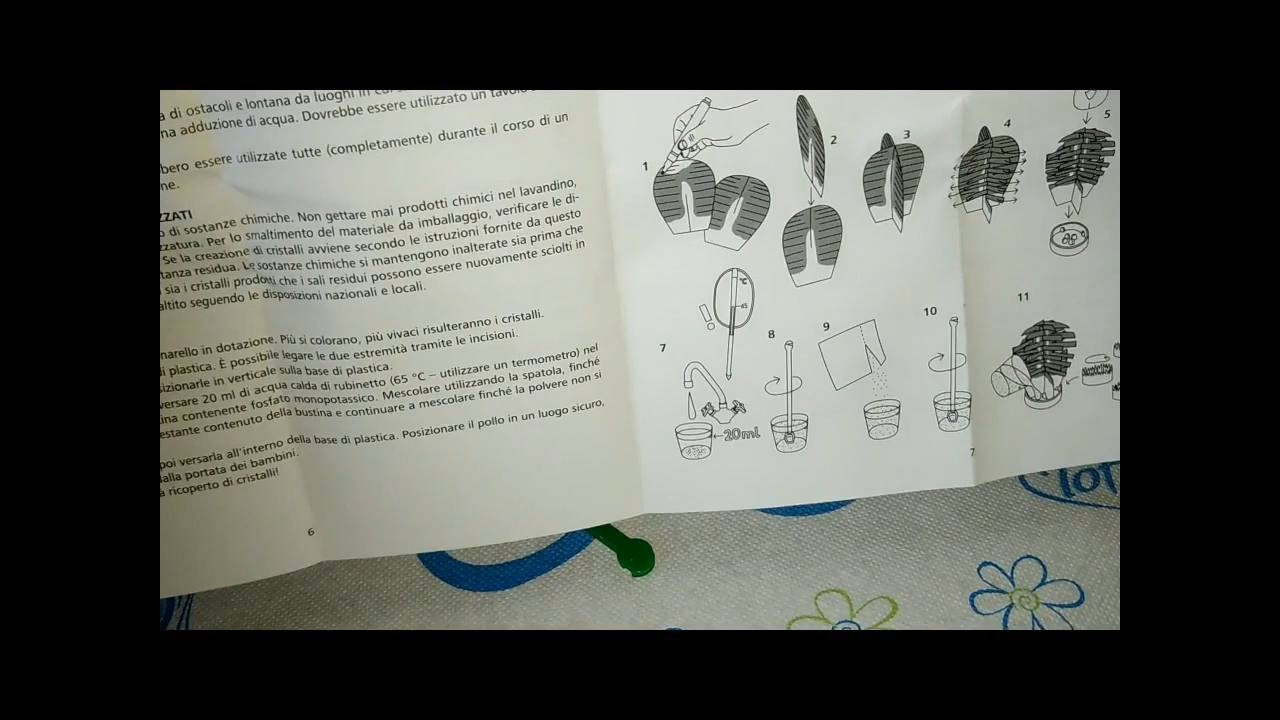 a di ostacoli e lontana da luoghi in
na adduzione di acqua. Dovrebbe essere utilizzato un tavolo
bero essere utilizzate tutte (completamente) durante il corso di un
ne.
ZZATI
o di sostanze chimiche. Non gettare mai prodotti chimici nel lavandino,
zzatura. Per lo smaltimento del materiale da imballaggio, verificare le di-
Se la creazione di cristalli avviene secondo le istruzioni fornite da questo
tanza residua. Le sostanze chimiche si mantengono inalterate sia prima che
sia i cristalli prodotti che i sali residui possono essere nuovamente sciolti in
altito seguendo le disposizioni nazionali e locali.
narello in dotazione. Più si colorano, più vivaci risulteranno i cristalli.
li plastica. È possibile legare le due estremità tramite le incisioni.
sizionarle in verticale sulla base di plastica.
versare 20 ml di acqua calda di rubinetto (65 °C – utilizzare un termometro) nel
ina contenente fosfato monopotassico. Mescolare utilizzando la spatola, finché
estante contenuto della bustina e continuare a mescolare finché la polvere non si
poi versarla all'interno della base di plastica. Posizionare il pollo in un luogo sicuro,
alla portata dei bambini.
à ricoperto di cristalli!
6
1
2
3
4
5
7
8
9
10
11
20ml
7